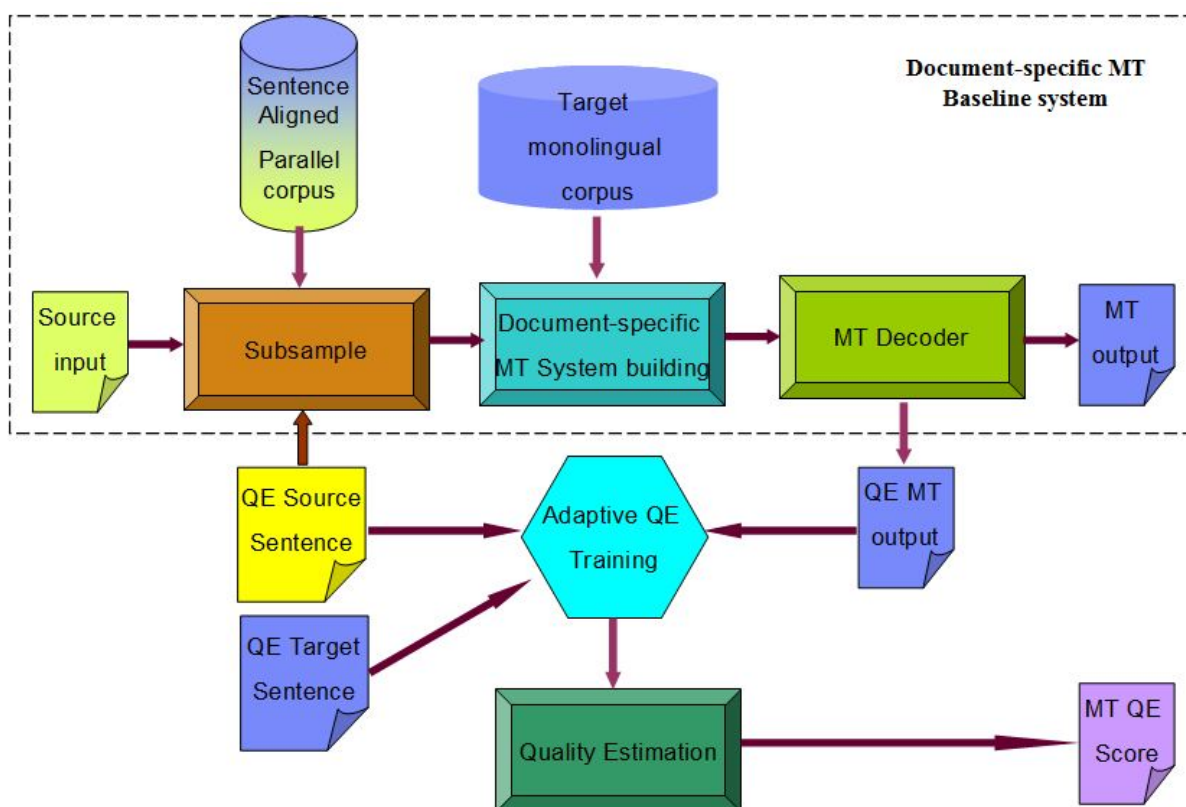 Document-specific MT
Baseline system
Sentence
Aligned
Parallel
corpus
Target
monolingual
corpus
Source
input
Subsample
Document-specific
MT System building
MT Decoder
MT
output
QE Source
Sentence
Adaptive QE
Training
QE MT
output
QE Target
Sentence
Quality Estimation
MT QE
Score